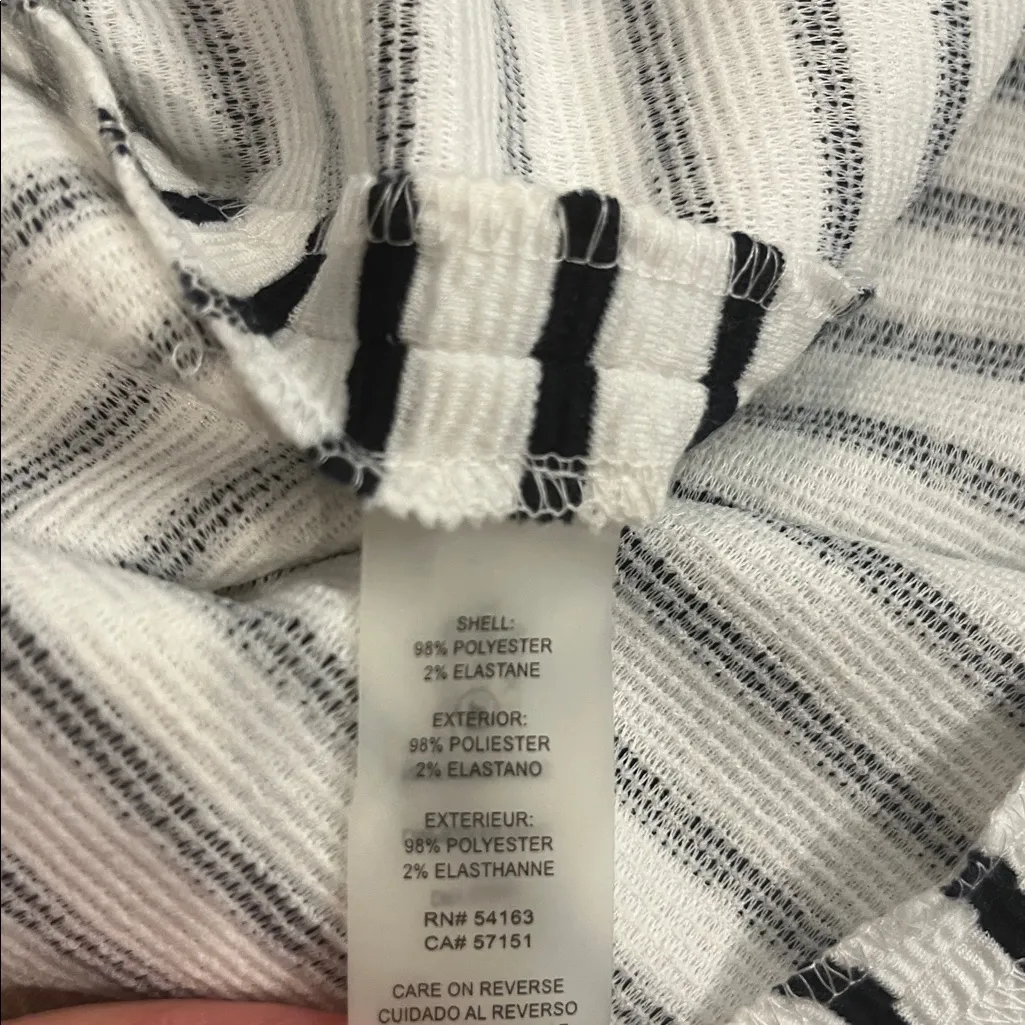 SHELL:
98% POLYESTER
2% ELASTANE
EXTERIOR:
98% POLIESTER
2% ELASTANO
EXTERIEUR:
98% POLYESTER
2% ELASTHANNE
RN# 54163
CA# 57151
CARE ON REVERSE
CUIDADO AL REVERSO